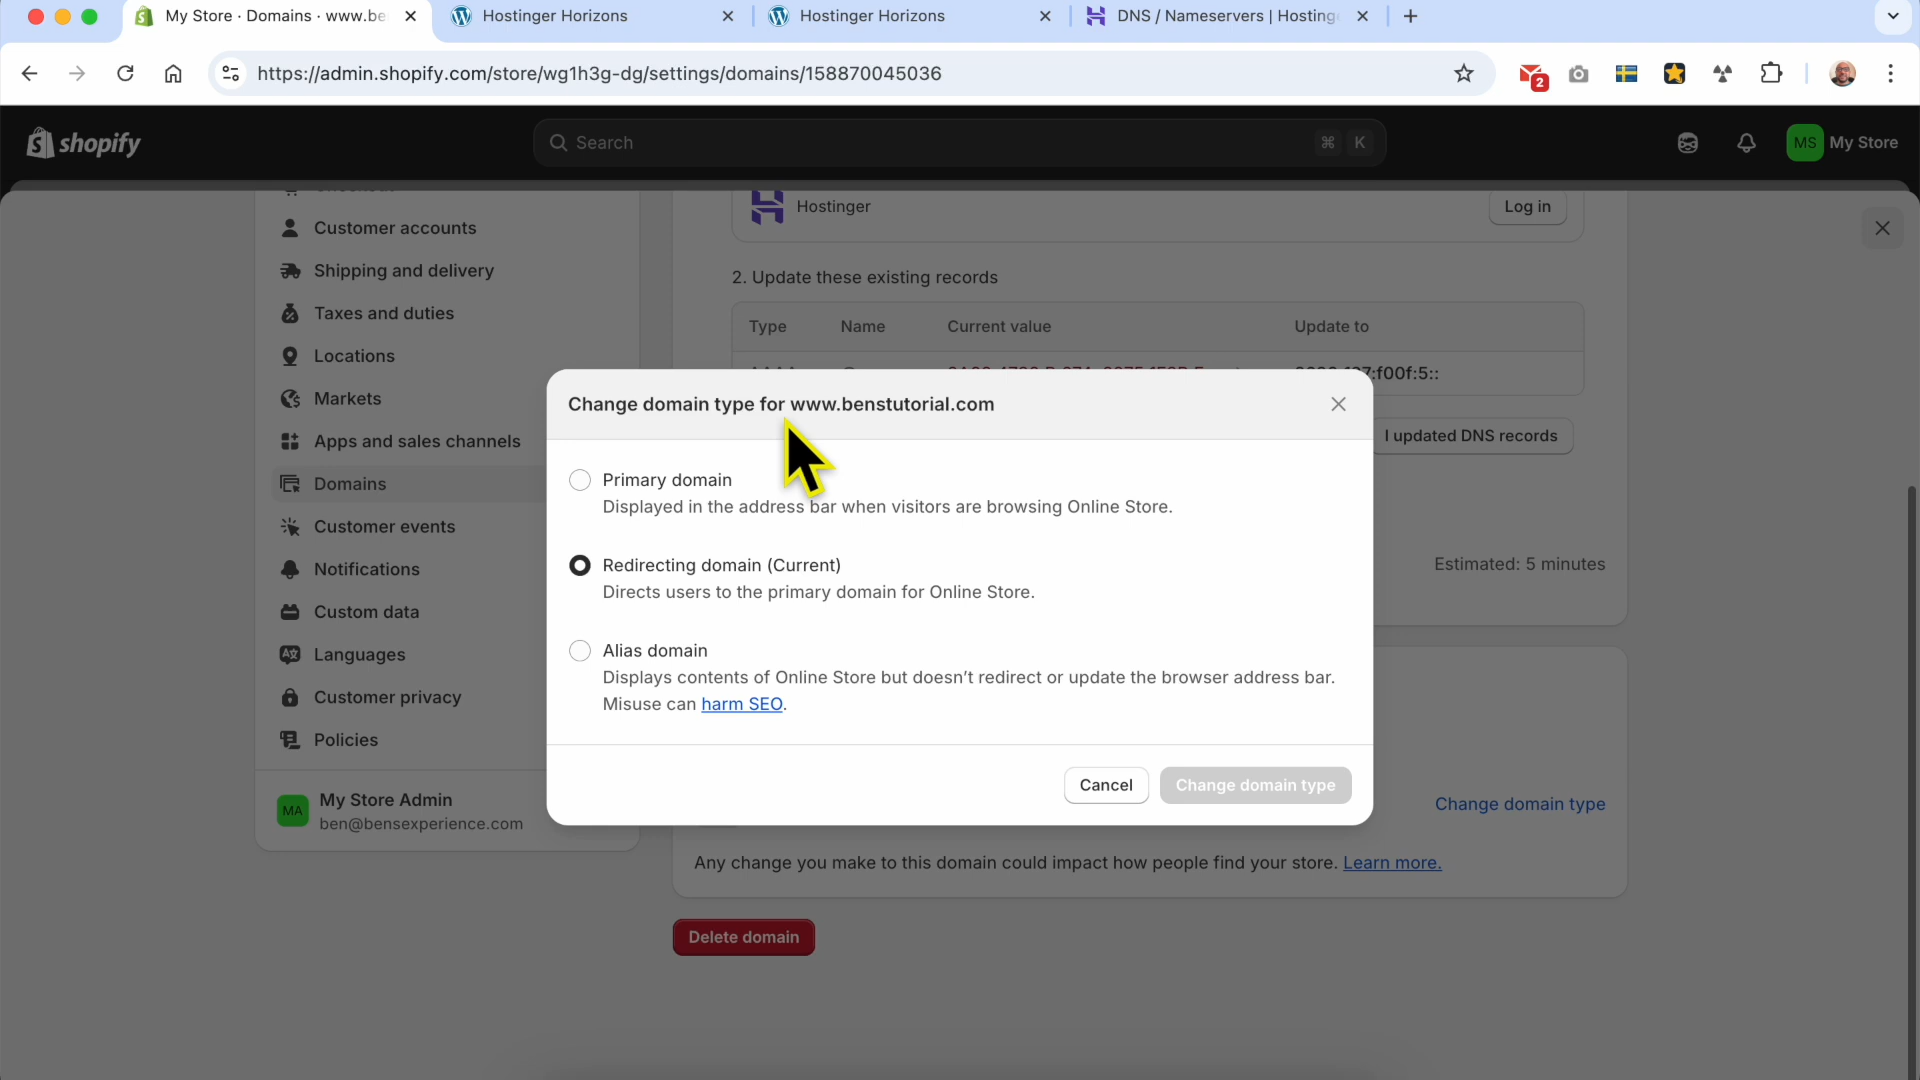 My Store · Domains · www.be
Hostinger Horizons
Hostinger Horizons
DNS / Nameservers | Hosting
https://admin.shopify.com/store/wg1h3g-dg/settings/domains/158870045036
2
shopify
Search
⌘ K
MS My Store
Hostinger
Log in
Customer accounts
Shipping and delivery
Taxes and duties
Locations
Markets
Apps and sales channels
Domains
Customer events
Notifications
Custom data
Languages
Customer privacy
Policies
MA
My Store Admin
ben@bensexperience.com
2. Update these existing records
Type Name Current value Update to
I updated DNS records
Estimated: 5 minutes
Change domain type for www.benstutorial.com
Primary domain
Displayed in the address bar when visitors are browsing Online Store.
Redirecting domain (Current)
Directs users to the primary domain for Online Store.
Alias domain
Displays contents of Online Store but doesn't redirect or update the browser address bar.
Misuse can harm SEO.
Cancel
Change domain type
Change domain type
Any change you make to this domain could impact how people find your store. Learn more.
Delete domain